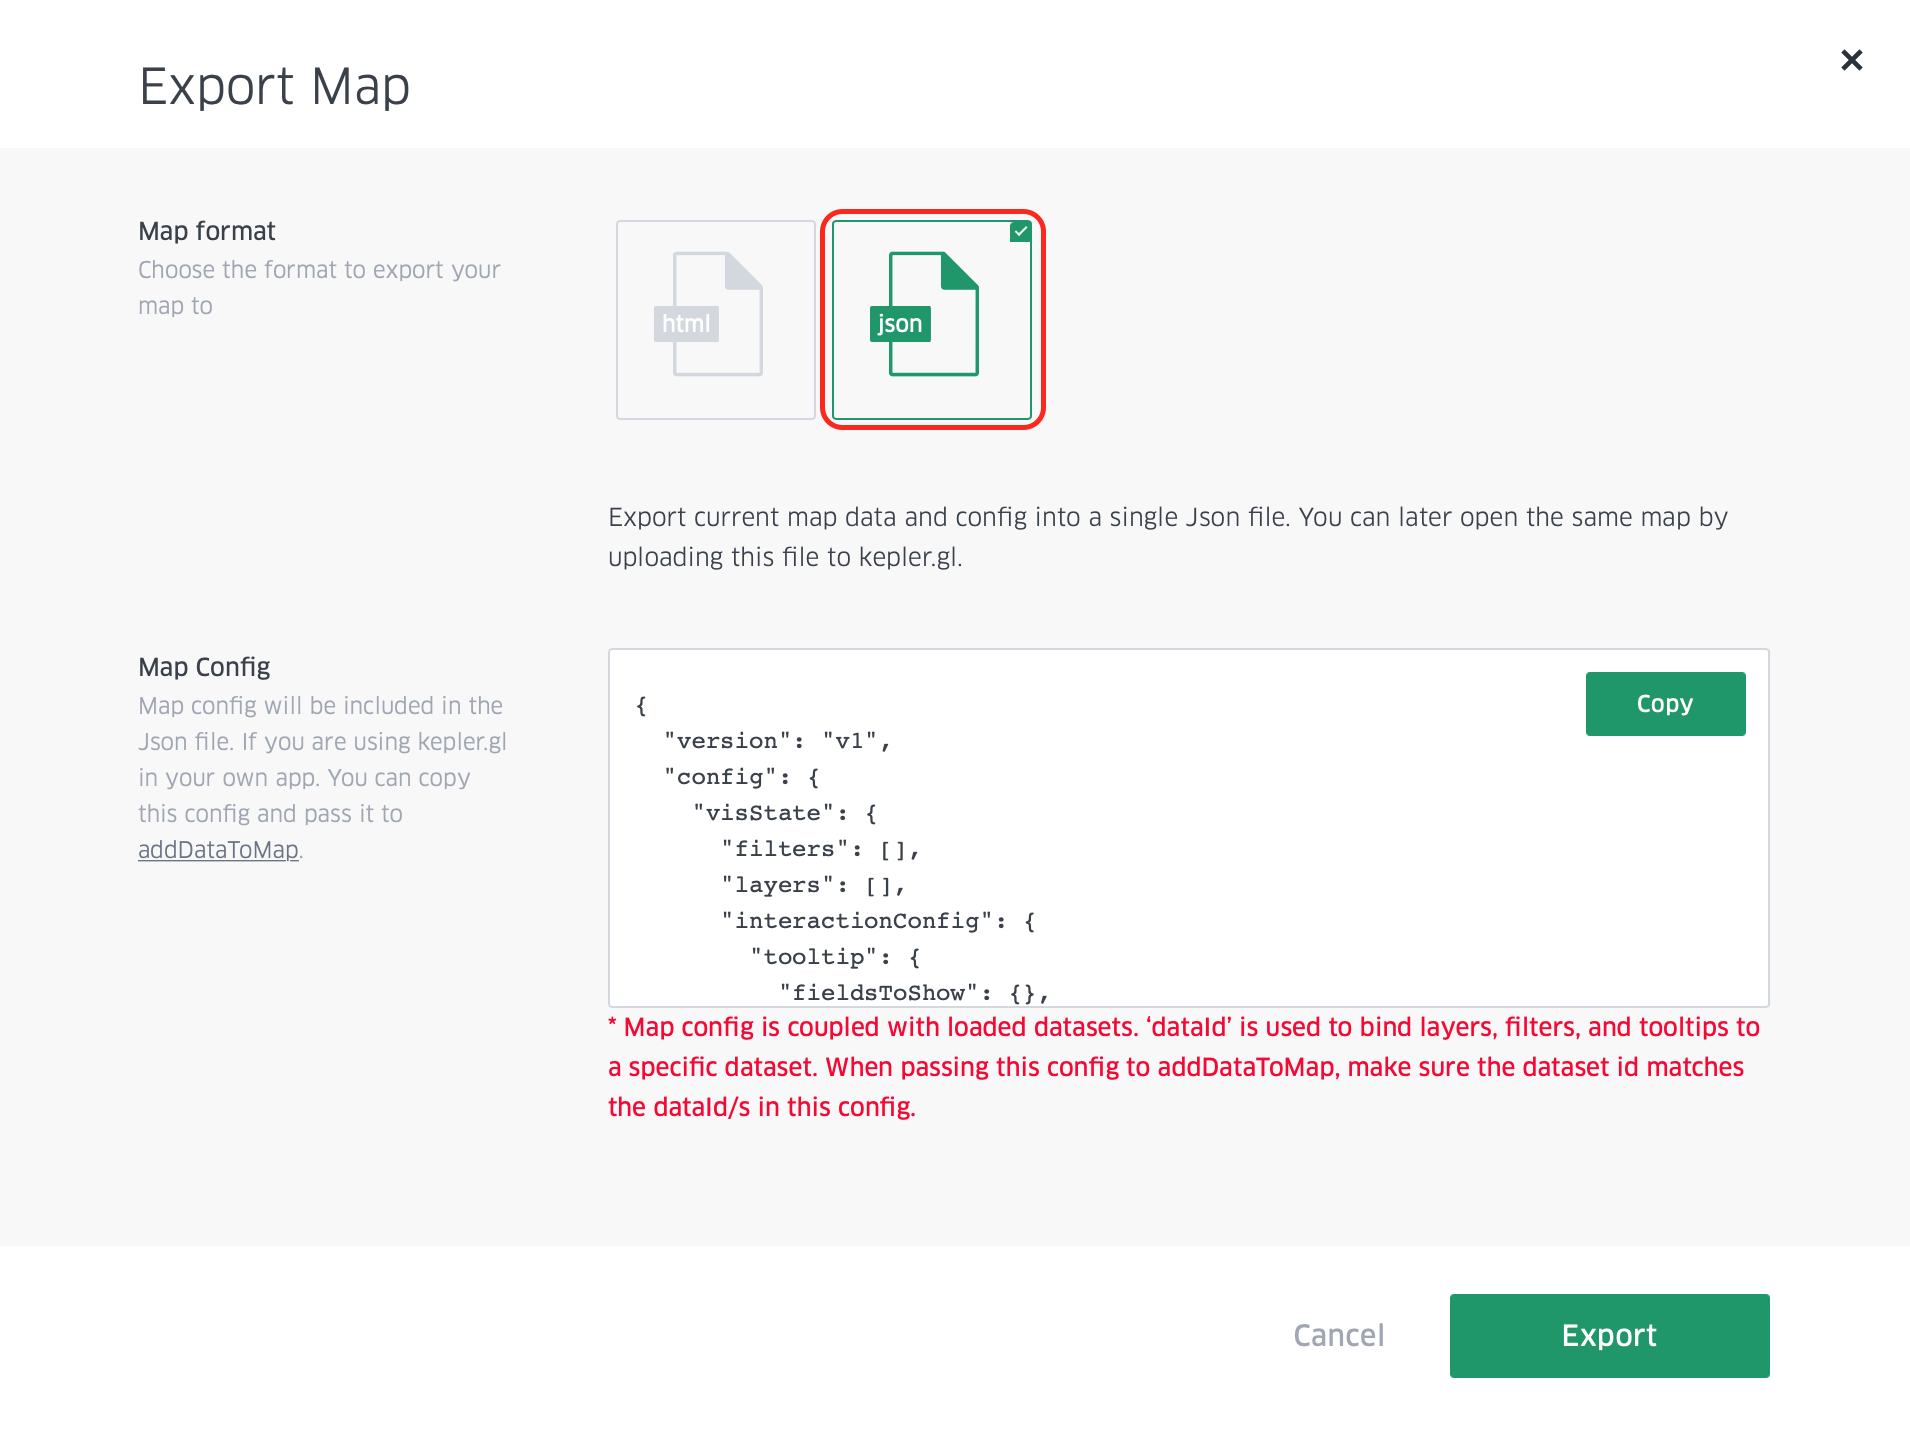 Export Map
Map format
Choose the format to export your
map to
html
json
Export current map data and config into a single Json file. You can later open the same map by
uploading this file to kepler.gl.
Map Config
Map config will be included in the
Json file. If you are using kepler.gl
in your own app. You can copy
this config and pass it to
addDataToMap.
Copy
{
  "version": "v1",
  "config": {
    "visState": {
      "filters": [],
      "layers": [],
      "interactionConfig": {
        "tooltip": {
          "fieldsToShow": {},
* Map config is coupled with loaded datasets. ‘dataId’ is used to bind layers, filters, and tooltips to
a specific dataset. When passing this config to addDataToMap, make sure the dataset id matches
the dataId/s in this config.
Cancel
Export